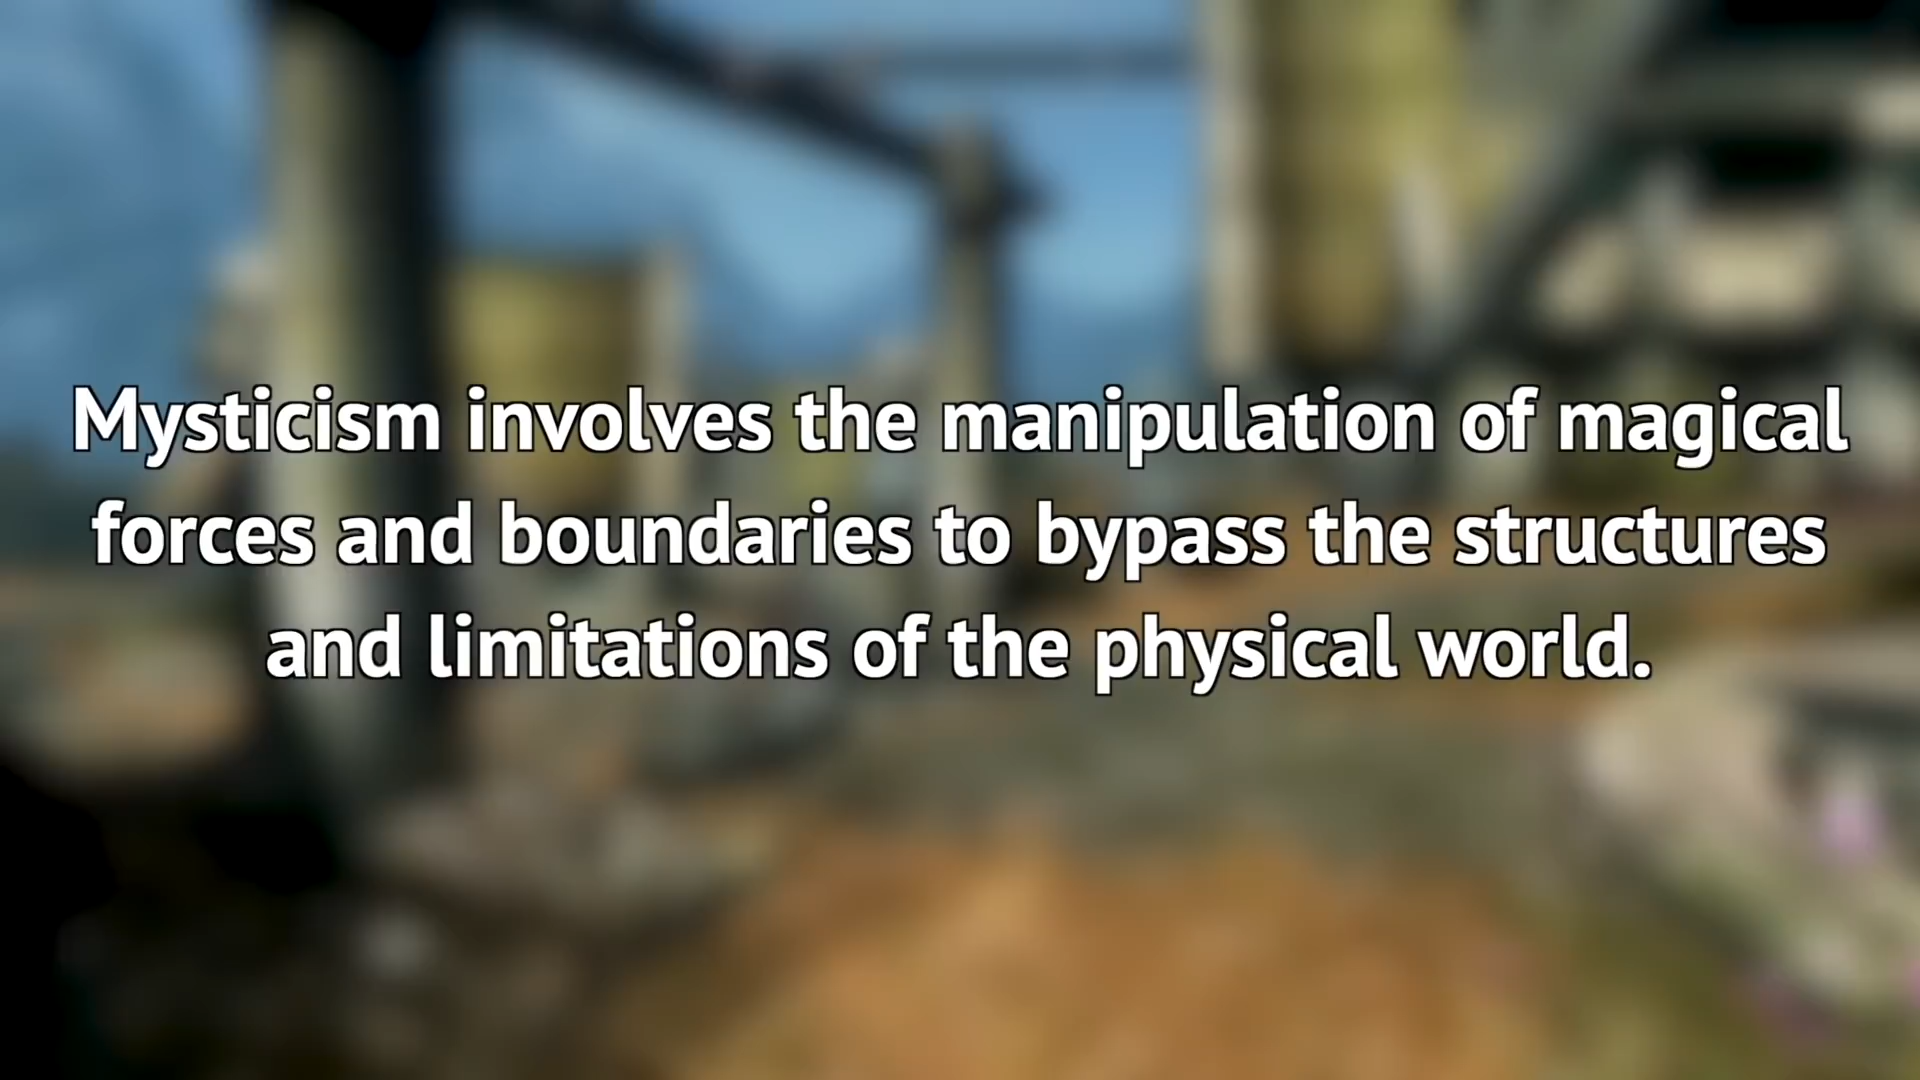 Mysticism involves the manipulation of magical
forces and boundaries to bypass the structures
and limitations of the physical world.